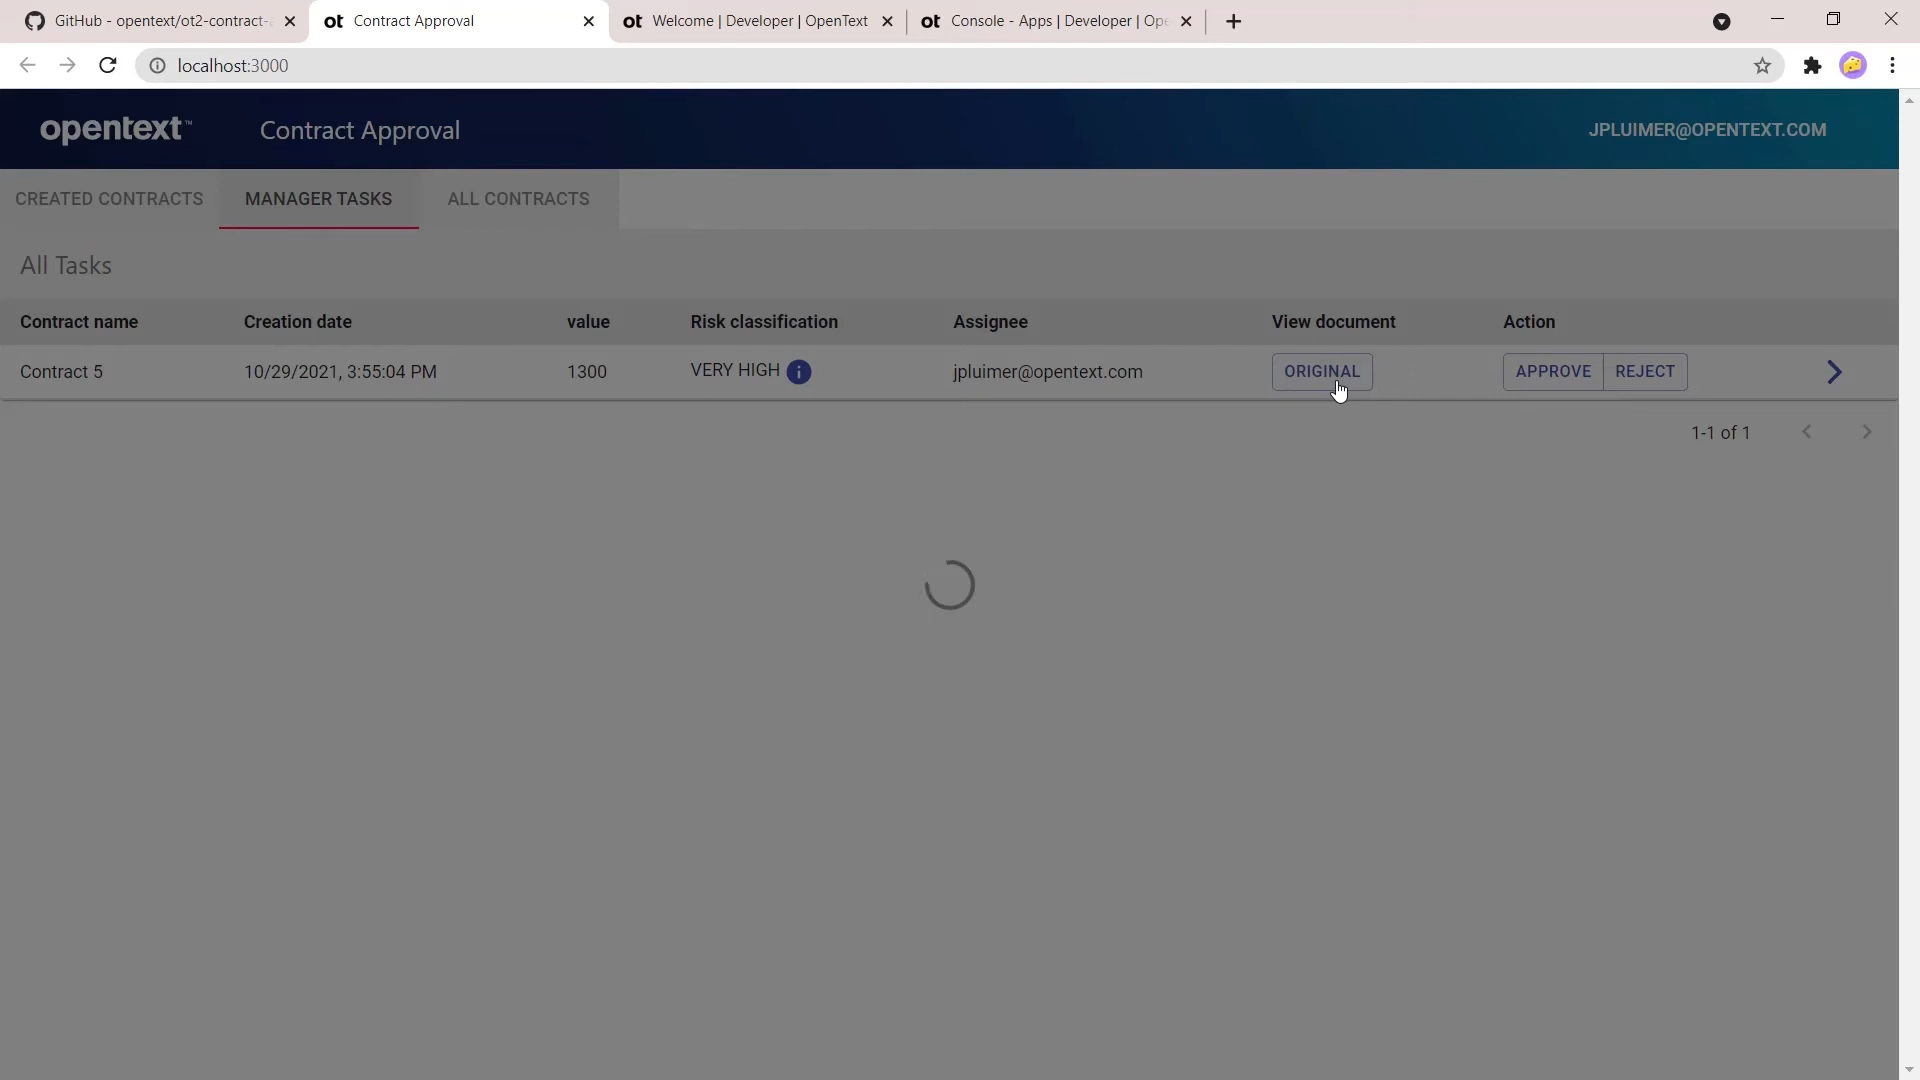 GitHub - opentext/ot2-contract-
ot Contract Approval
ot Welcome | Developer | OpenText
ot Console - Apps | Developer | Ope
localhost:3000
opentext™
Contract Approval
JPLUIMER@OPENTEXT.COM
CREATED CONTRACTS
MANAGER TASKS
ALL CONTRACTS
All Tasks
Contract name Creation date value Risk classification Assignee View document Action
Contract 5 10/29/2021, 3:55:04 PM 1300 VERY HIGH i jpluimer@opentext.com ORIGINAL APPROVE REJECT
1-1 of 1